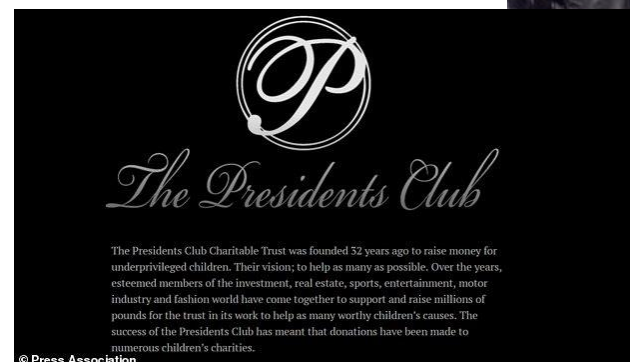 P
The Presidents Club
The Presidents Club Charitable Trust was founded 32 years ago to raise money for
underprivileged children. Their vision; to help as many as possible. Over the years,
esteemed members of the investment, real estate, sports, entertainment, motor
industry and fashion world have come together to support and raise millions of
pounds for the trust in its work to help as many worthy children's causes. The
success of the Presidents Club has meant that donations have been made to
numerous children's charities.
© Press Association